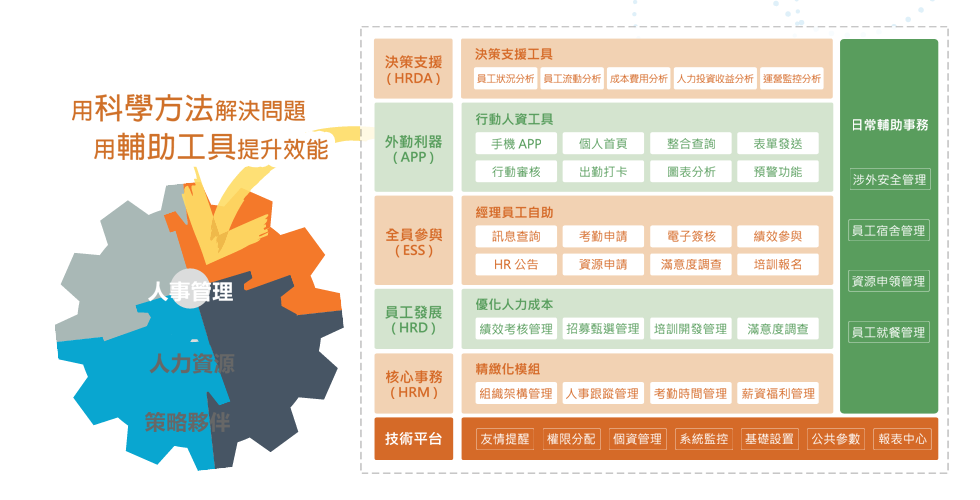 用科學方法解決問題
用輔助工具提升效能
人事管理
人力資源
策略夥伴
決策支援
(HRDA)
決策支援工具
員工狀況分析 員工流動分析 成本費用分析 人力投資收益分析 運營監控分析
外勤利器
(APP)
行動人資工具
手機 APP 個人首頁 整合查詢 表單發送
行動審核 出勤打卡 圖表分析 預警功能
全員參與
(ESS)
經理員工自助
訊息查詢 考勤申請 電子簽核 績效參與
HR 公告 資源申請 滿意度調查 培訓報名
員工發展
(HRD)
優化人力成本
績效考核管理 招募甄選管理 培訓開發管理 滿意度調查
核心事務
(HRM)
精緻化模組
組織架構管理 人事跟蹤管理 考勤時間管理 薪資福利管理
技術平台
友情提醒 權限分配 個資管理 系統監控 基礎設置 公共參數 報表中心
日常輔助事務
涉外安全管理
員工宿舍管理
資源申領管理
員工就餐管理